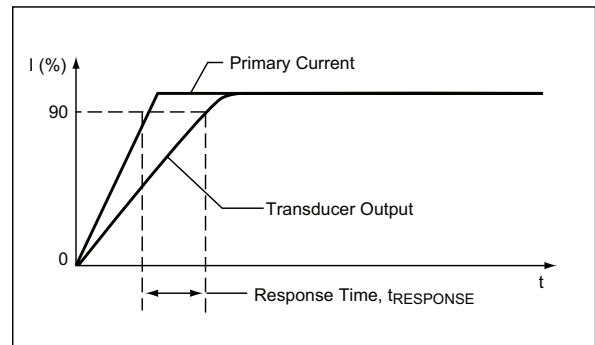 I (%)
Primary Current
90
Transducer Output
0
t
Response Time, tRESPONSE